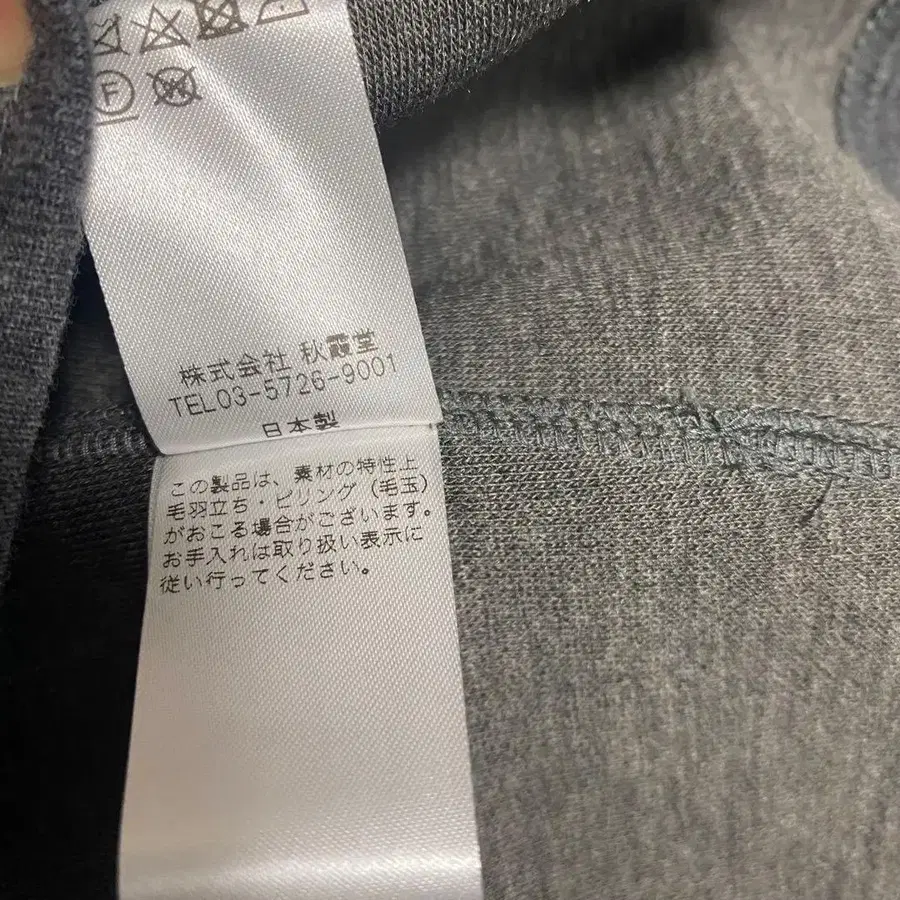 F
W
株式会社 秋霞堂
TEL03-5726-9001
日本製
この製品は、素材の特性上
毛羽立ち・ピリング（毛玉）
がおこる場合がございます。
お手入れは取り扱い表示に
従い行ってください。